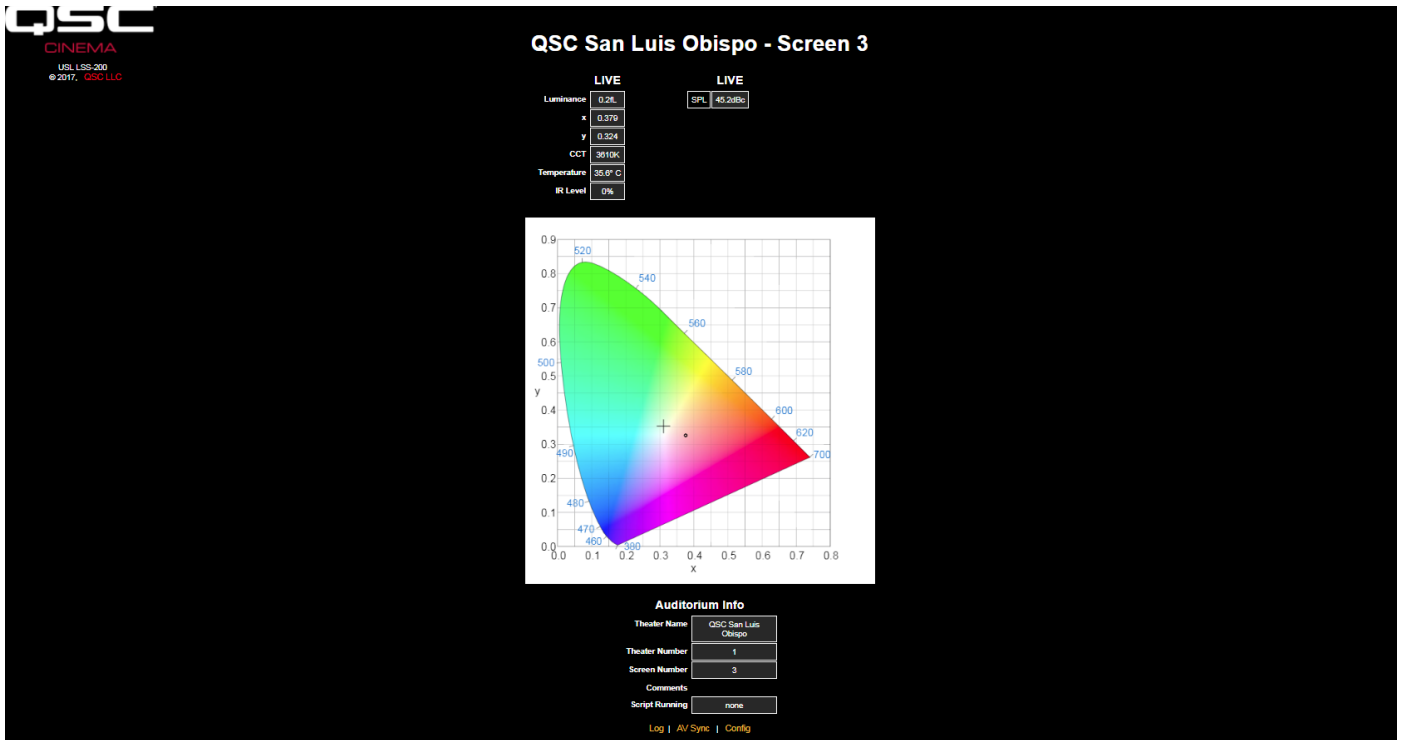 QSC
CINEMA
USL LSS-200
© 2017, QSC LLC
QSC San Luis Obispo - Screen 3
LIVE
Luminance 0.2fL
x 0.379
y 0.324
CCT 3610K
Temperature 35.6° C
IR Level 0%
LIVE
SPL 45.2dBc
0.9
0.8
0.7
0.6
0.5
y
0.4
0.3
0.2
0.1
0.0
520
540
560
500
580
600
620
490
700
480
470
460
380
0.0 0.1 0.2 0.3 0.4 0.5 0.6 0.7 0.8
x
Auditorium Info
Theater Name QSC San Luis
Obispo
Theater Number 1
Screen Number 3
Comments
Script Running none
Log | AV Sync | Config